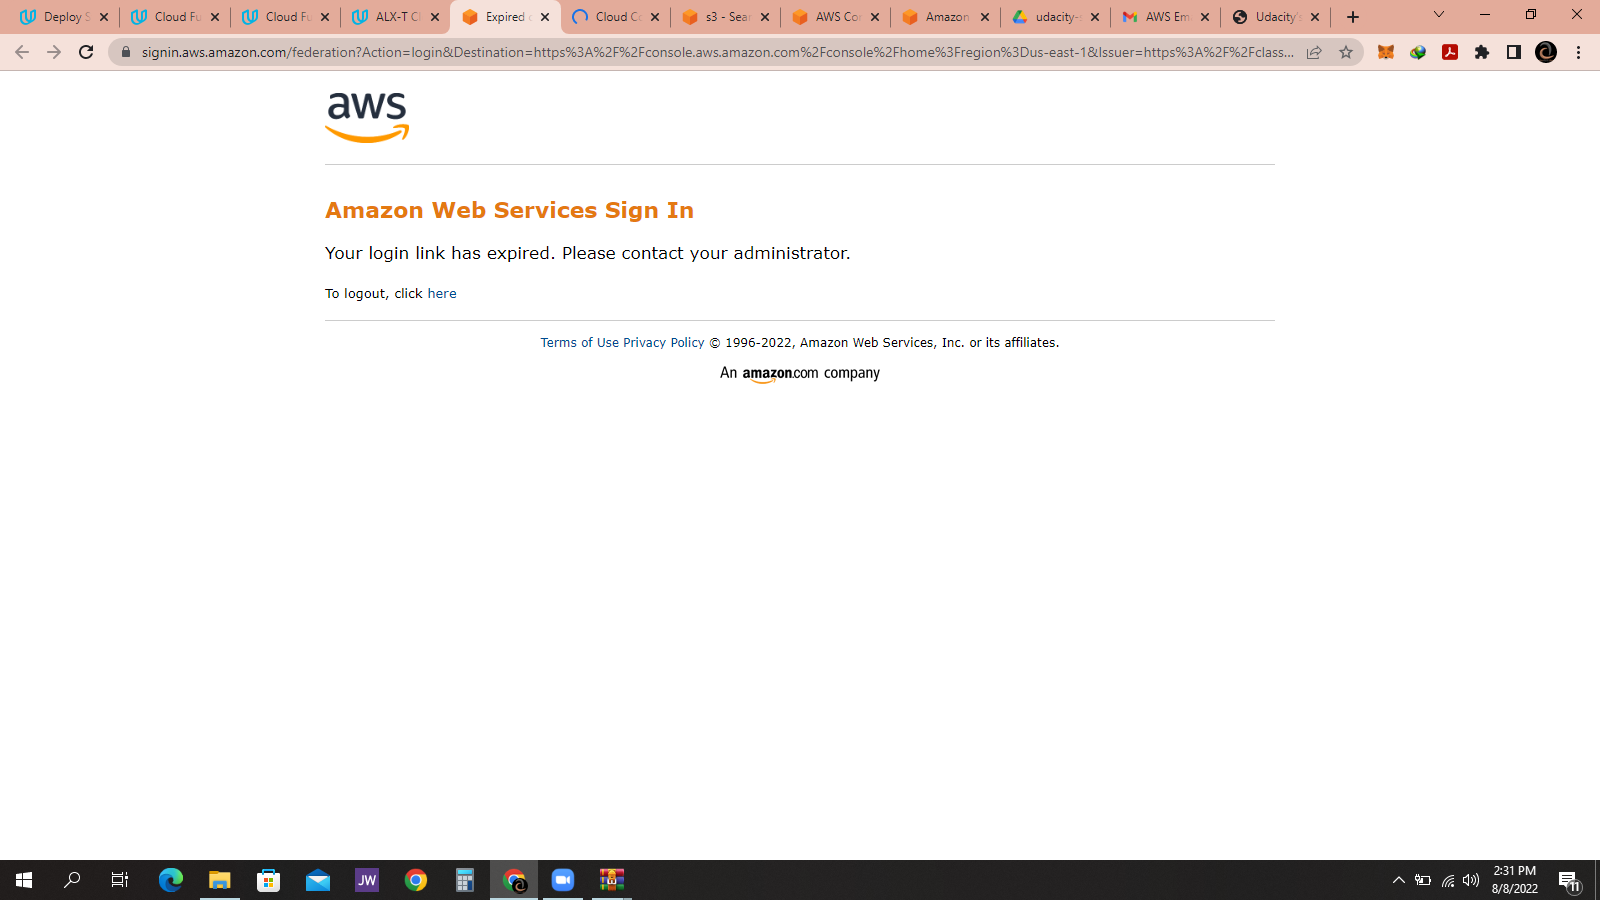 Deploy S
Cloud Fu
Cloud Fu
ALX-T Cl
Expired o
Cloud Co
s3 - Sear
AWS Con
Amazon
udacity-s
AWS Em
Udacity's
signin.aws.amazon.com/federation?Action=login&Destination=https%3A%2F%2Fconsole.aws.amazon.com%2Fconsole%2Fhome%3Fregion%3Dus-east-1&Issuer=https%3A%2F%2Fclass...
aws
Amazon Web Services Sign In
Your login link has expired. Please contact your administrator.
To logout, click here
Terms of Use Privacy Policy © 1996-2022, Amazon Web Services, Inc. or its affiliates.
An amazon.com company
JW
2:31 PM
8/8/2022
11